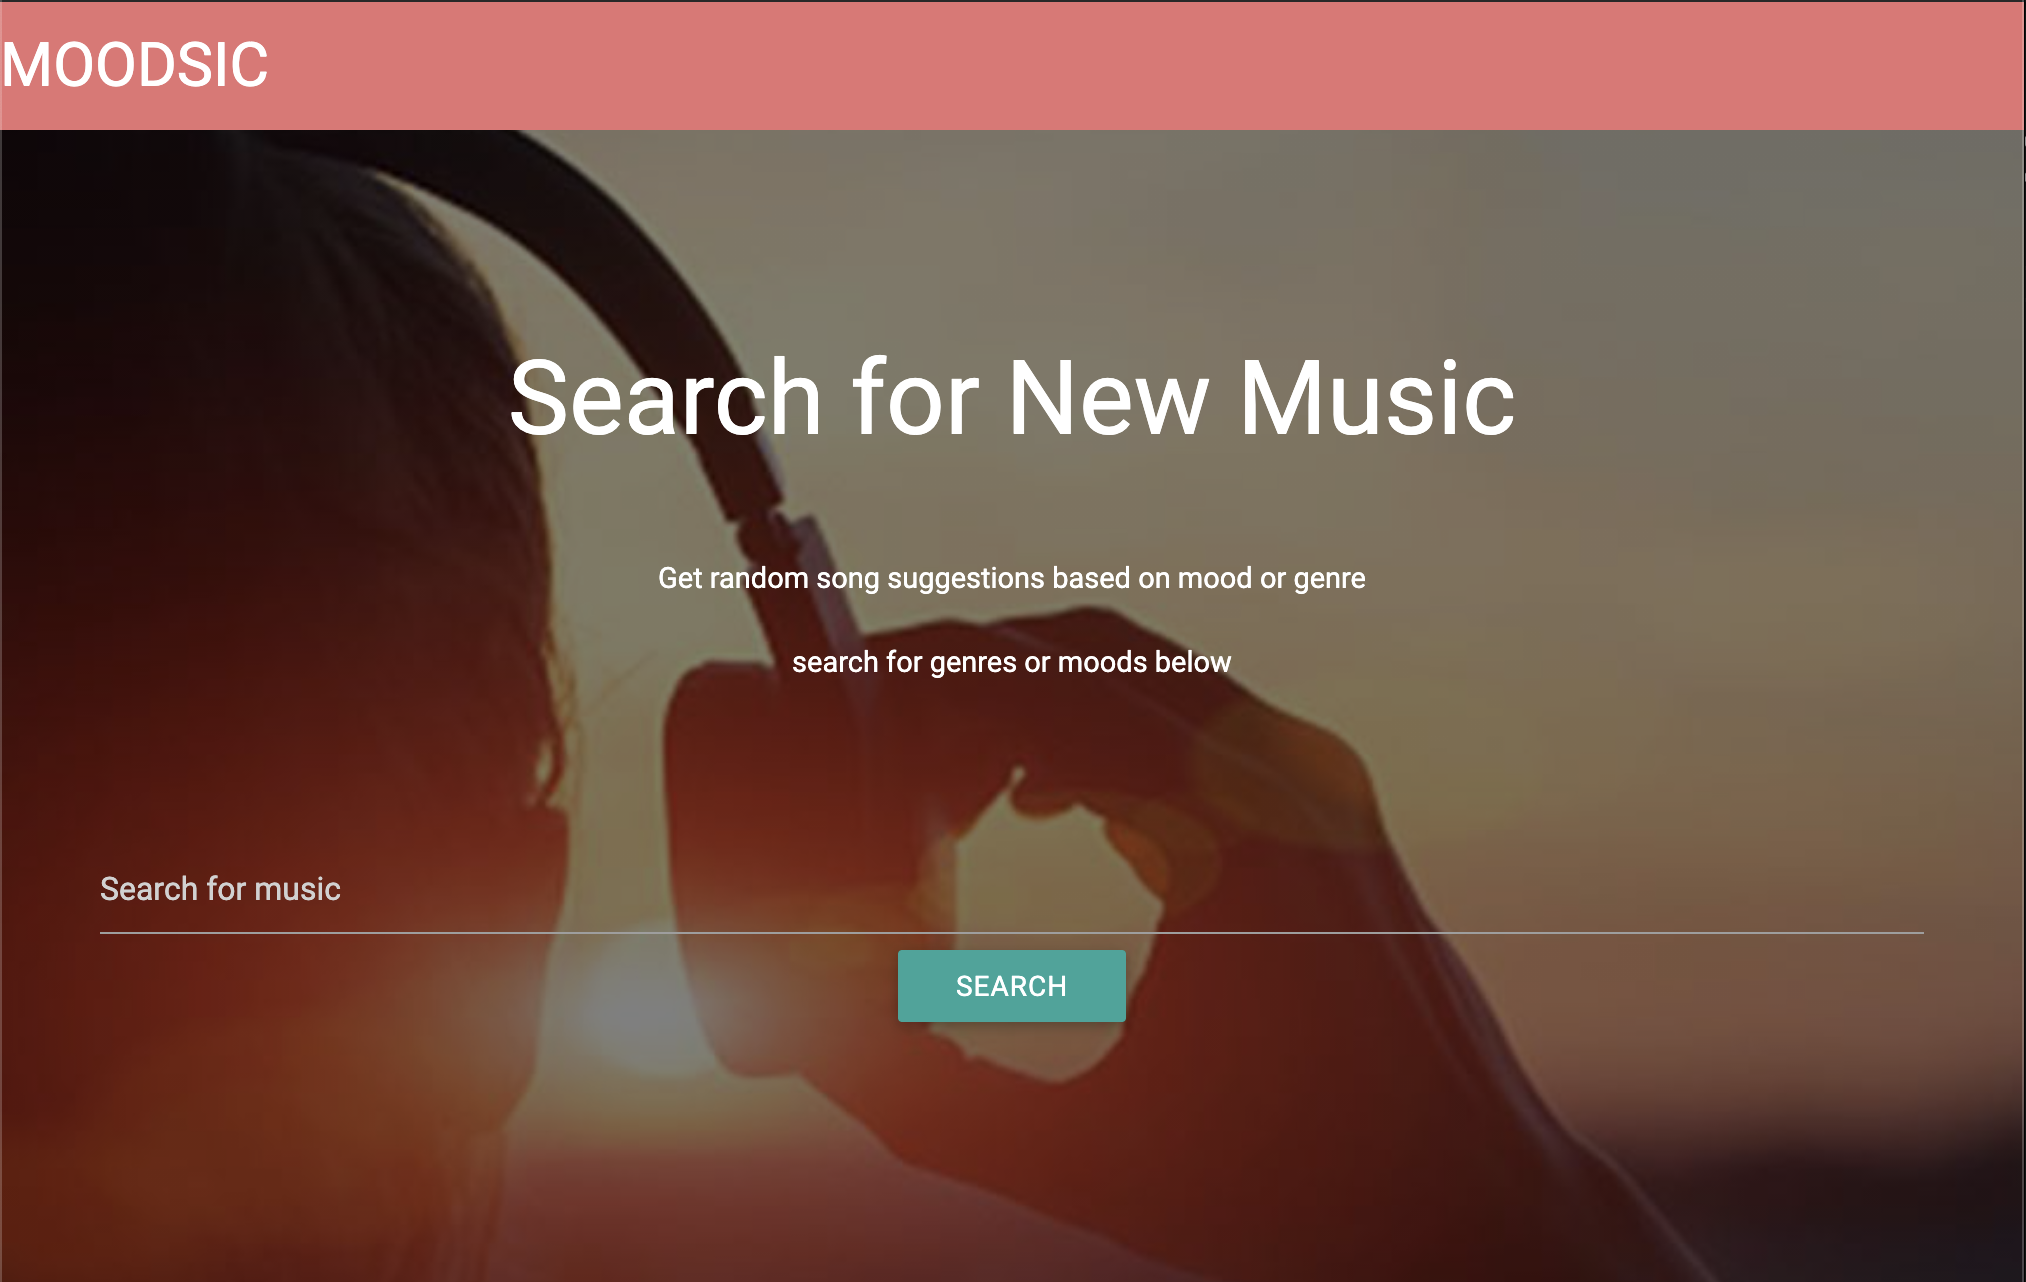 MOODSIC
Search for New Music
Get random song suggestions based on mood or genre
search for genres or moods below
Search for music
SEARCH